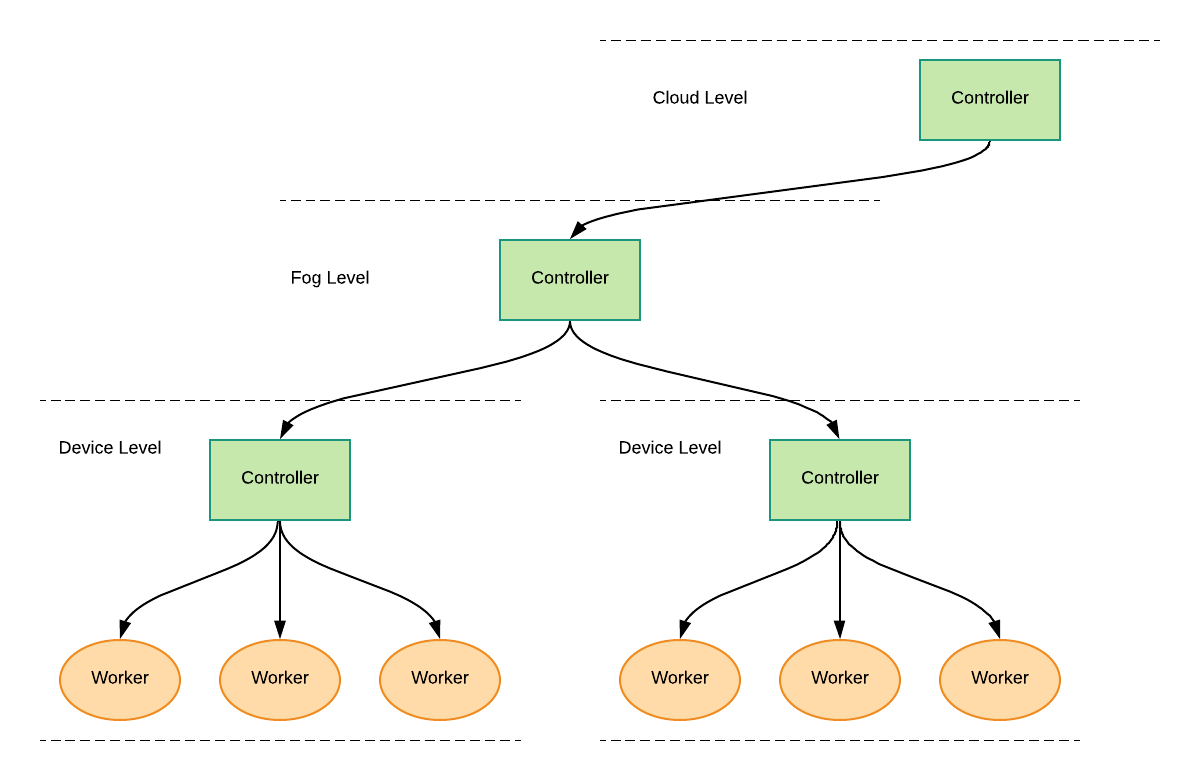 Cloud Level
Controller
Fog Level
Controller
Device Level
Controller
Device Level
Controller
Worker
Worker
Worker
Worker
Worker
Worker